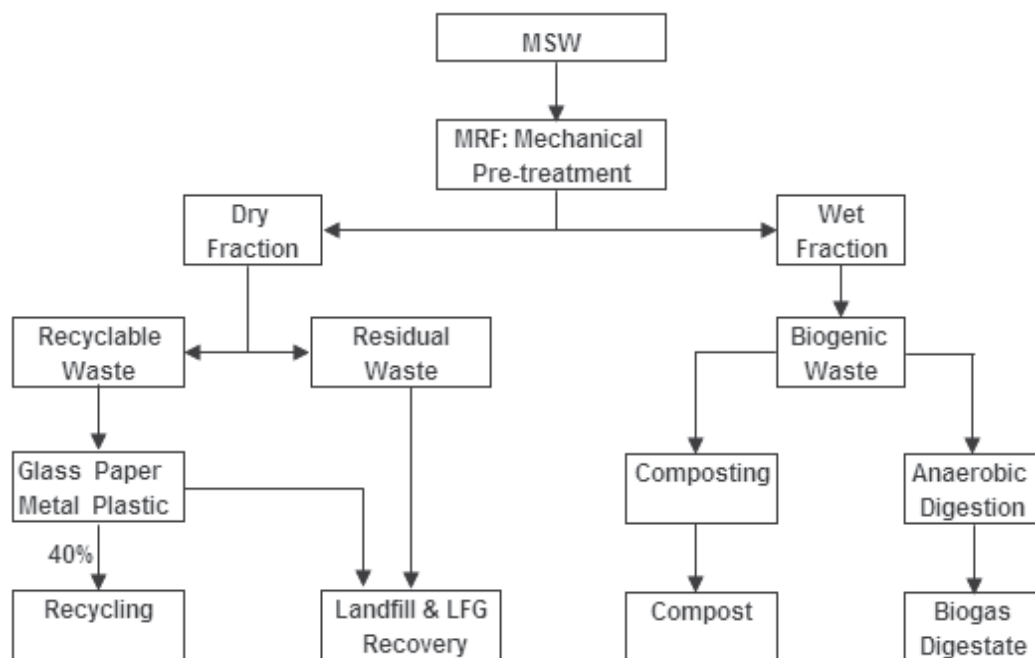 MSW
MRF: Mechanical
Pre-treatment
Dry
Fraction
Wet
Fraction
Recyclable
Waste
Residual
Waste
Biogenic
Waste
Glass Paper
Metal Plastic
Composting
Anaerobic
Digestion
40%
Recycling
Landfill & LFG
Recovery
Compost
Biogas
Digestate